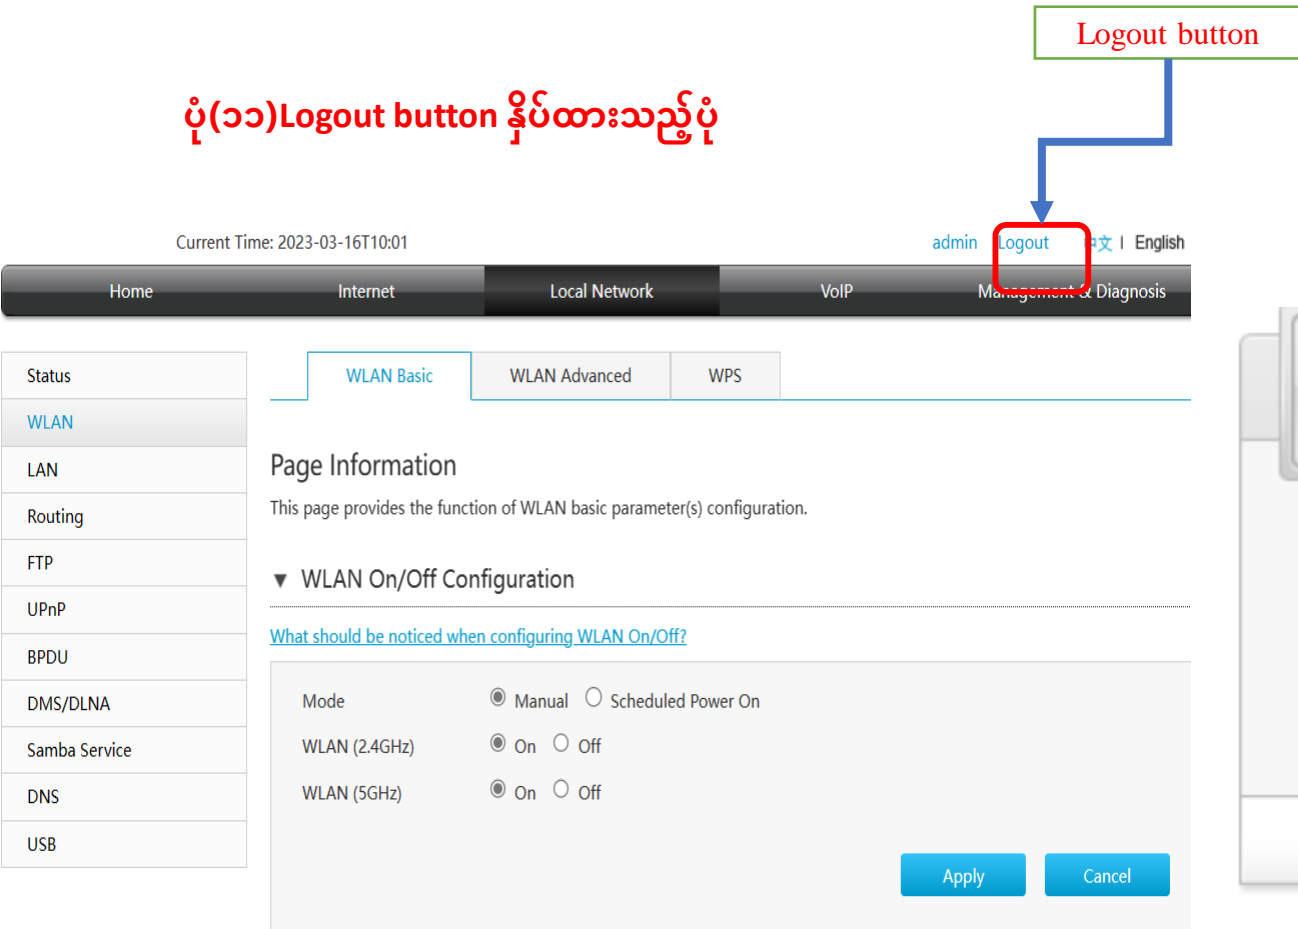 Logout button
ပုံ(၁၁)Logout button နှိပ်ထားသည့်ပုံ
Current Time: 2023-03-16T10:01
admin Logout 中文 | English
Home Internet Local Network VoIP Management & Diagnosis
Status
WLAN
LAN
Routing
FTP
UPnP
BPDU
DMS/DLNA
Samba Service
DNS
USB
WLAN Basic WLAN Advanced WPS
Page Information
This page provides the function of WLAN basic parameter(s) configuration.
▼ WLAN On/Off Configuration
What should be noticed when configuring WLAN On/Off?
Mode Manual Scheduled Power On
WLAN (2.4GHz) On Off
WLAN (5GHz) On Off
Apply Cancel